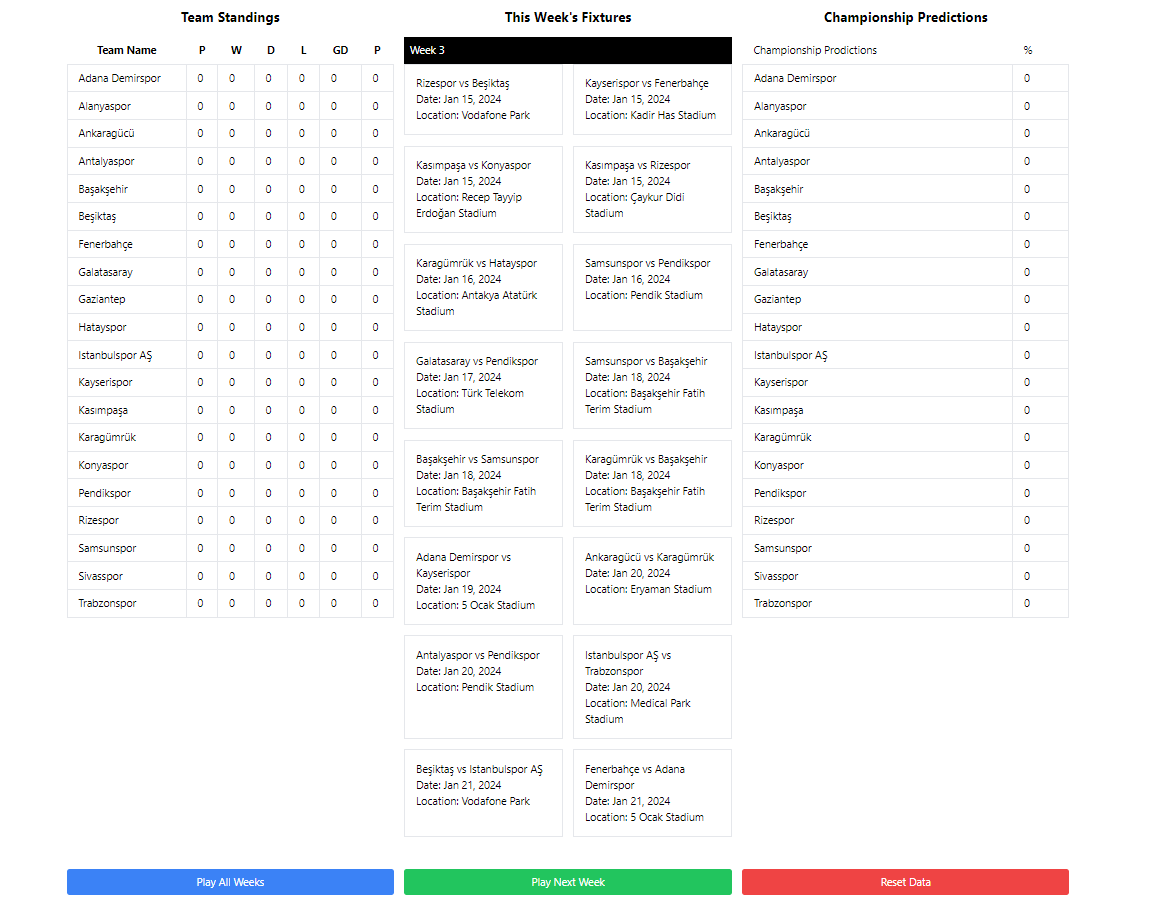 Team Standings
Team Name P W D L GD P
Adana Demirspor 0 0 0 0 0 0
Alanyaspor 0 0 0 0 0 0
Ankaragücü 0 0 0 0 0 0
Antalyaspor 0 0 0 0 0 0
Başakşehir 0 0 0 0 0 0
Beşiktaş 0 0 0 0 0 0
Fenerbahçe 0 0 0 0 0 0
Galatasaray 0 0 0 0 0 0
Gaziantep 0 0 0 0 0 0
Hatayspor 0 0 0 0 0 0
Istanbulspor AŞ 0 0 0 0 0 0
Kayserispor 0 0 0 0 0 0
Kasımpaşa 0 0 0 0 0 0
Karagümrük 0 0 0 0 0 0
Konyaspor 0 0 0 0 0 0
Pendikspor 0 0 0 0 0 0
Rizespor 0 0 0 0 0 0
Samsunspor 0 0 0 0 0 0
Sivasspor 0 0 0 0 0 0
Trabzonspor 0 0 0 0 0 0
This Week's Fixtures
Week 3
Rizespor vs Beşiktaş
Date: Jan 15, 2024
Location: Vodafone Park
Kayserispor vs Fenerbahçe
Date: Jan 15, 2024
Location: Kadir Has Stadium
Kasımpaşa vs Konyaspor
Date: Jan 15, 2024
Location: Recep Tayyip
Erdoğan Stadium
Kasımpaşa vs Rizespor
Date: Jan 15, 2024
Location: Çaykur Didi
Stadium
Karagümrük vs Hatayspor
Date: Jan 16, 2024
Location: Antakya Atatürk
Stadium
Samsunspor vs Pendikspor
Date: Jan 16, 2024
Location: Pendik Stadium
Galatasaray vs Pendikspor
Date: Jan 17, 2024
Location: Türk Telekom
Stadium
Samsunspor vs Başakşehir
Date: Jan 18, 2024
Location: Başakşehir Fatih
Terim Stadium
Başakşehir vs Samsunspor
Date: Jan 18, 2024
Location: Başakşehir Fatih
Terim Stadium
Karagümrük vs Başakşehir
Date: Jan 18, 2024
Location: Başakşehir Fatih
Terim Stadium
Adana Demirspor vs
Kayserispor
Date: Jan 19, 2024
Location: 5 Ocak Stadium
Ankaragücü vs Karagümrük
Date: Jan 20, 2024
Location: Eryaman Stadium
Antalyaspor vs Pendikspor
Date: Jan 20, 2024
Location: Pendik Stadium
Istanbulspor AŞ vs
Trabzonspor
Date: Jan 20, 2024
Location: Medical Park
Stadium
Beşiktaş vs Istanbulspor AŞ
Date: Jan 21, 2024
Location: Vodafone Park
Fenerbahçe vs Adana
Demirspor
Date: Jan 21, 2024
Location: 5 Ocak Stadium
Championship Predictions
Championship Prodictions %
Adana Demirspor 0
Alanyaspor 0
Ankaragücü 0
Antalyaspor 0
Başakşehir 0
Beşiktaş 0
Fenerbahçe 0
Galatasaray 0
Gaziantep 0
Hatayspor 0
Istanbulspor AŞ 0
Kayserispor 0
Kasımpaşa 0
Karagümrük 0
Konyaspor 0
Pendikspor 0
Rizespor 0
Samsunspor 0
Sivasspor 0
Trabzonspor 0
Play All Weeks
Play Next Week
Reset Data